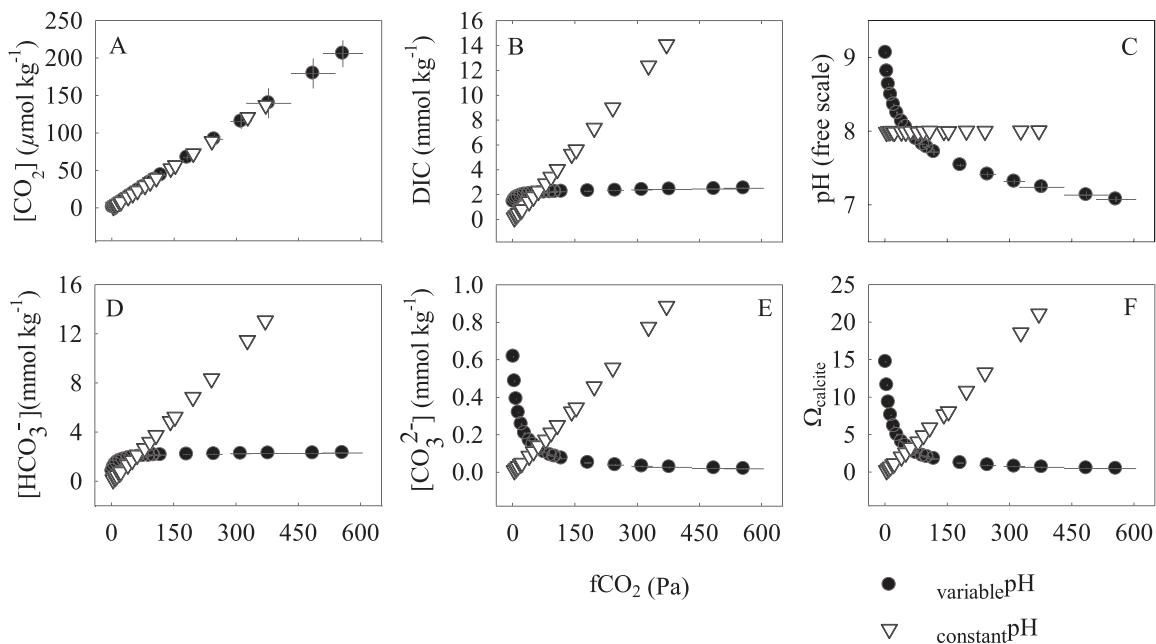 A
[CO2] (µmol kg-1)
250
200
150
100
50
0
B
DIC (mmol kg-1)
16
14
12
10
8
6
4
2
0
C
pH (free scale)
9
8
7
D
[HCO3-](mmol kg-1)
16
12
8
4
0
0 150 300 450 600
E
[CO3 2-] (mmol kg-1)
1.0
0.8
0.6
0.4
0.2
0.0
0 150 300 450 600
F
Ωcalcite
25
20
15
10
5
0
0 150 300 450 600
fCO2 (Pa)
variablepH
constantpH